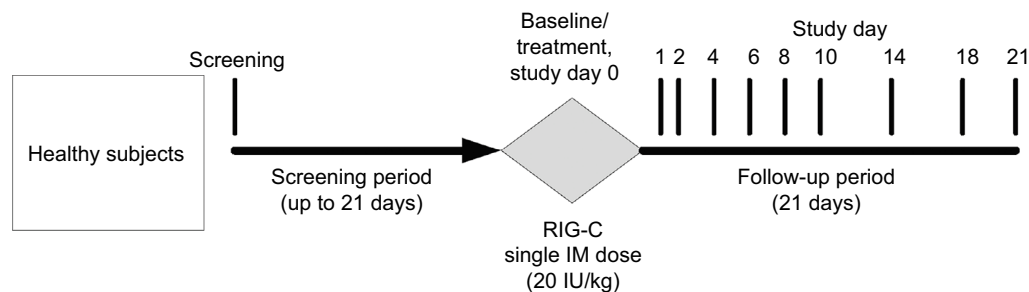 Healthy subjects
Screening
Screening period
(up to 21 days)
Baseline/
treatment,
study day 0
RIG-C
single IM dose
(20 IU/kg)
Study day
1 2 4 6 8 10 14 18 21
Follow-up period
(21 days)